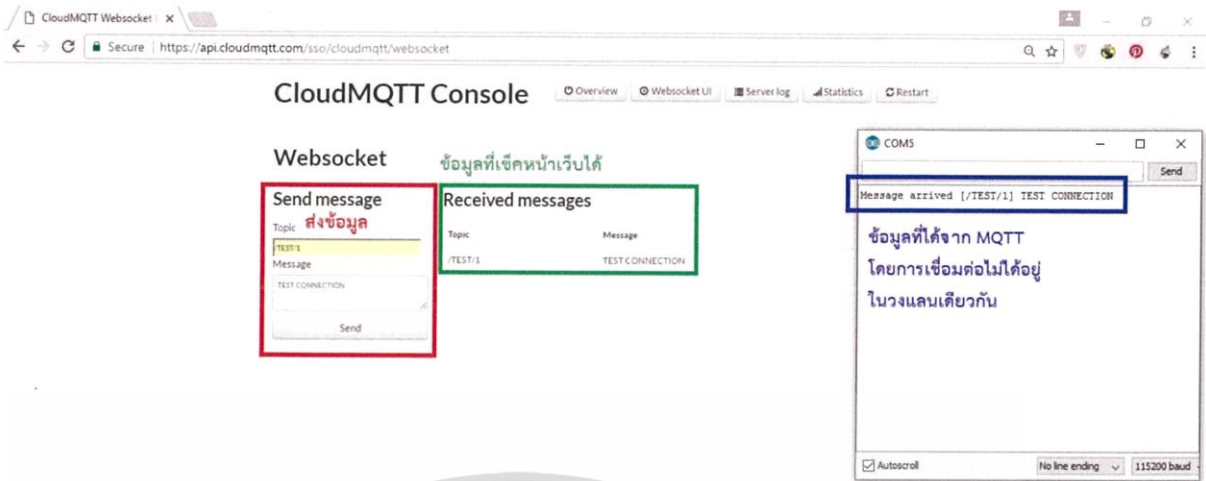 CloudMQTT Websocket
Secure | https://api.cloudmqtt.com/sso/cloudmqtt/websocket
CloudMQTT Console
Overview
Websocket UI
Server log
Statistics
Restart
Websocket
ข้อมูลที่เช็คหน้าเว็บได้
Send message
Topic ส่งข้อมูล
/TEST/1
Message
TEST CONNECTION
Send
Received messages
Topic Message
/TEST/1 TEST CONNECTION
COM5
Send
Message arrived [/TEST/1] TEST CONNECTION
ข้อมูลที่ได้จาก MQTT
โดยการเชื่อมต่อไม่ได้อยู่
ในวงแลนเดียวกัน
Autoscroll
No line ending
115200 baud